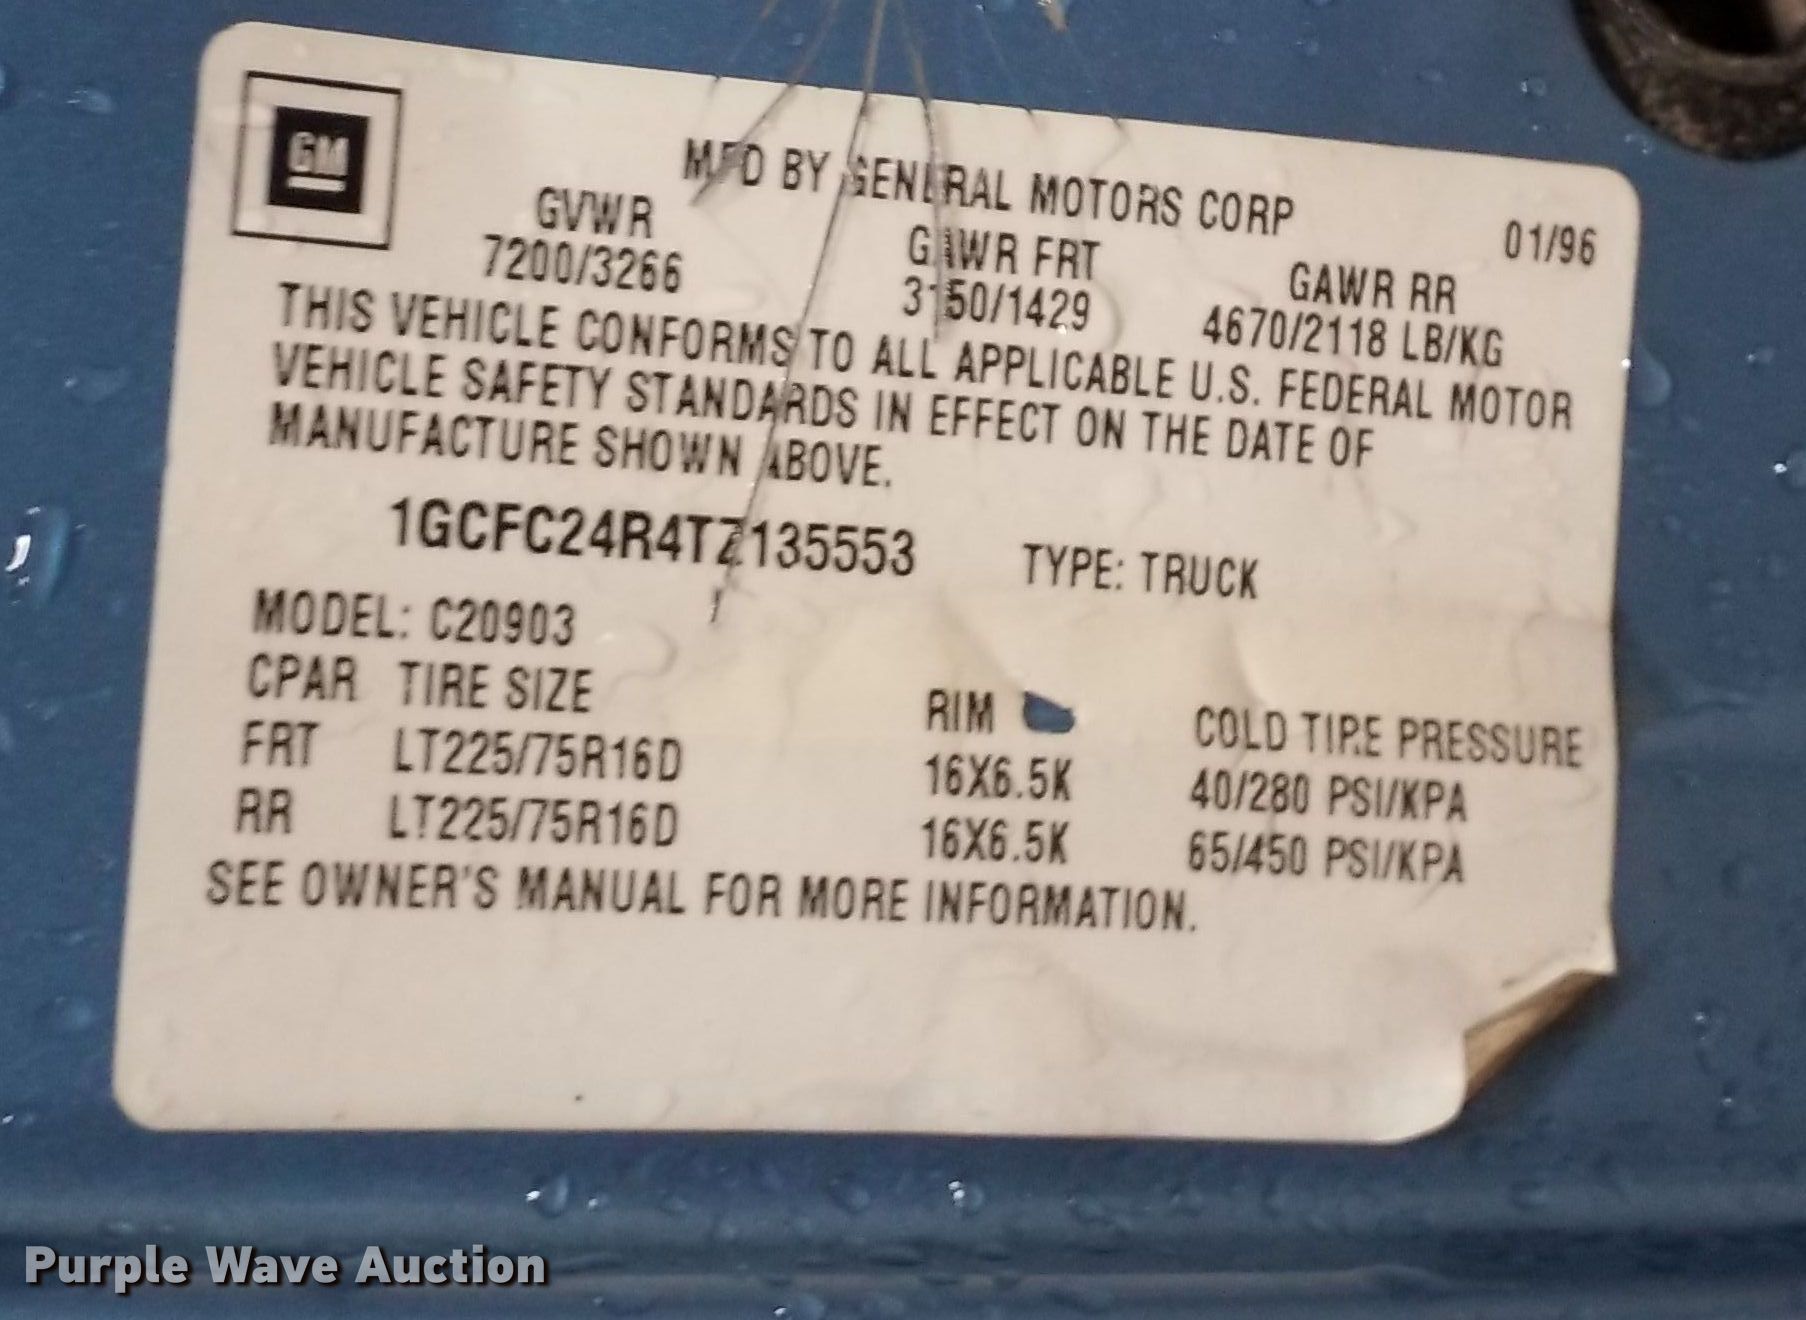 GM
MFD BY GENERAL MOTORS CORP 01/96
GVWR GAWR FRT GAWR RR
7200/3266 3150/1429 4670/2118 LB/KG
THIS VEHICLE CONFORMS TO ALL APPLICABLE U.S. FEDERAL MOTOR
VEHICLE SAFETY STANDARDS IN EFFECT ON THE DATE OF
MANUFACTURE SHOWN ABOVE.
1GCFC24R4TZ135553 TYPE: TRUCK
MODEL: C20903
CPAR TIRE SIZE RIM COLD TIRE PRESSURE
FRT LT225/75R16D 16X6.5K 40/280 PSI/KPA
RR LT225/75R16D 16X6.5K 65/450 PSI/KPA
SEE OWNER'S MANUAL FOR MORE INFORMATION.
Purple Wave Auction